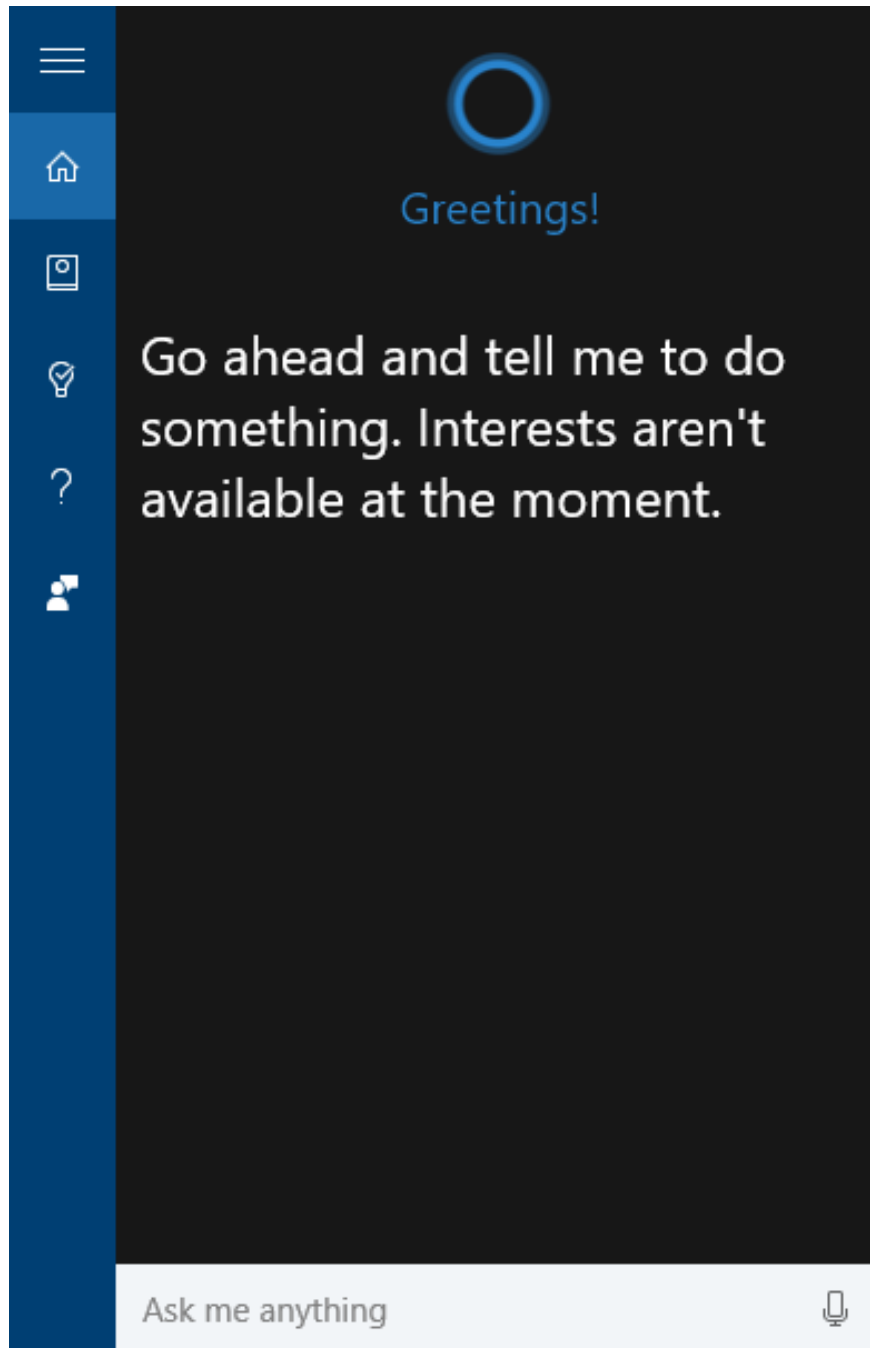 Greetings!
Go ahead and tell me to do
something. Interests aren't
available at the moment.
Ask me anything